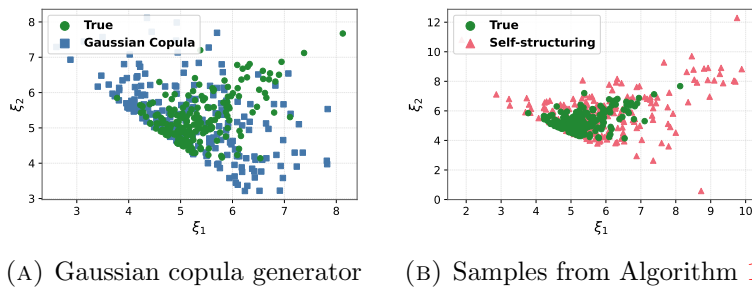 8
7
6
5
4
3
ξ2
True
Gaussian Copula
3 4 5 6 7 8
ξ1
(A) Gaussian copula generator
12
10
8
6
4
2
0
ξ2
True
Self-structuring
2 3 4 5 6 7 8 9 10
ξ1
(B) Samples from Algorithm 1